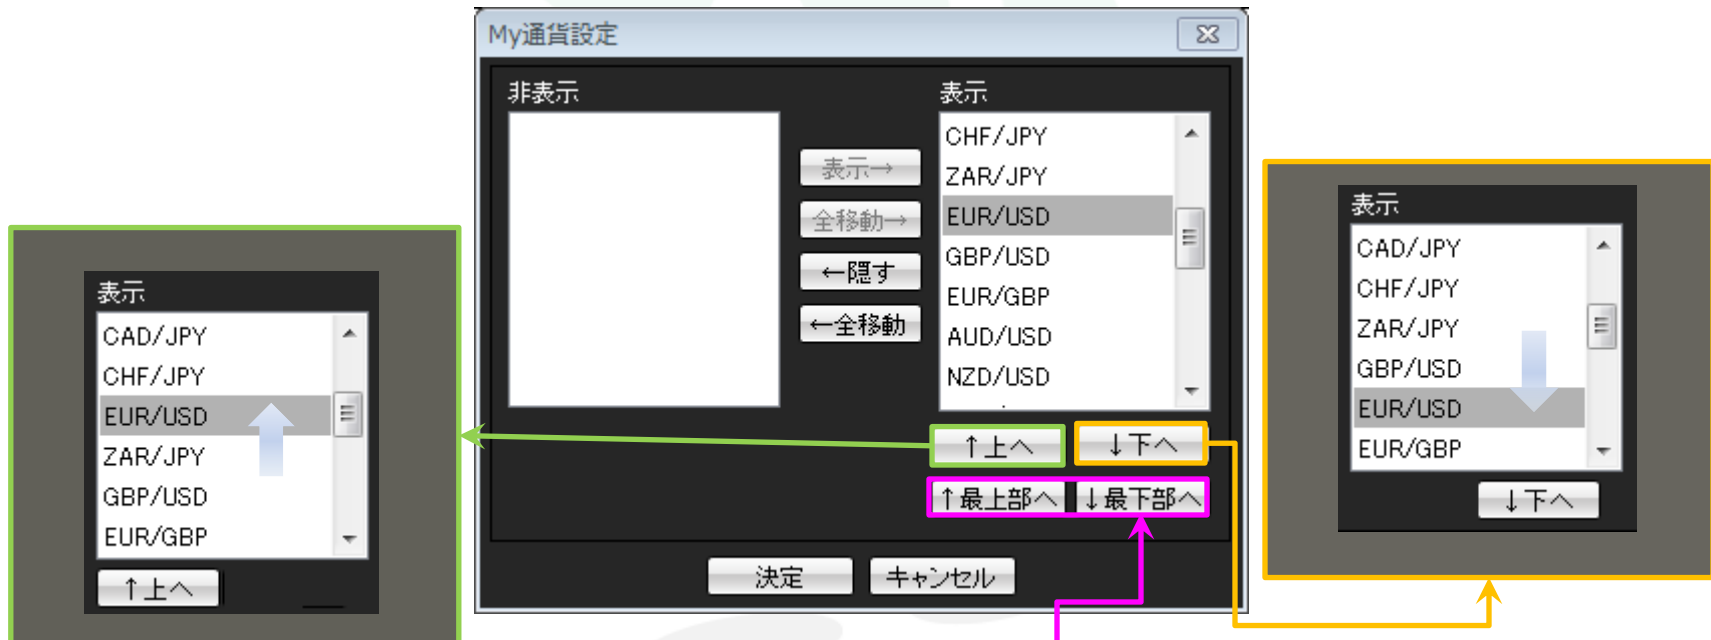 My通貨設定
非表示
表示
CHF/JPY
ZAR/JPY
EUR/USD
GBP/USD
EUR/GBP
AUD/USD
NZD/USD
表示→
全移動→
←隠す
←全移動
↑上へ
↓下へ
↑最上部へ
↓最下部へ
決定
キャンセル
表示
CAD/JPY
CHF/JPY
EUR/USD
ZAR/JPY
GBP/USD
EUR/GBP
↑上へ
表示
CAD/JPY
CHF/JPY
ZAR/JPY
GBP/USD
EUR/USD
EUR/GBP
↓下へ